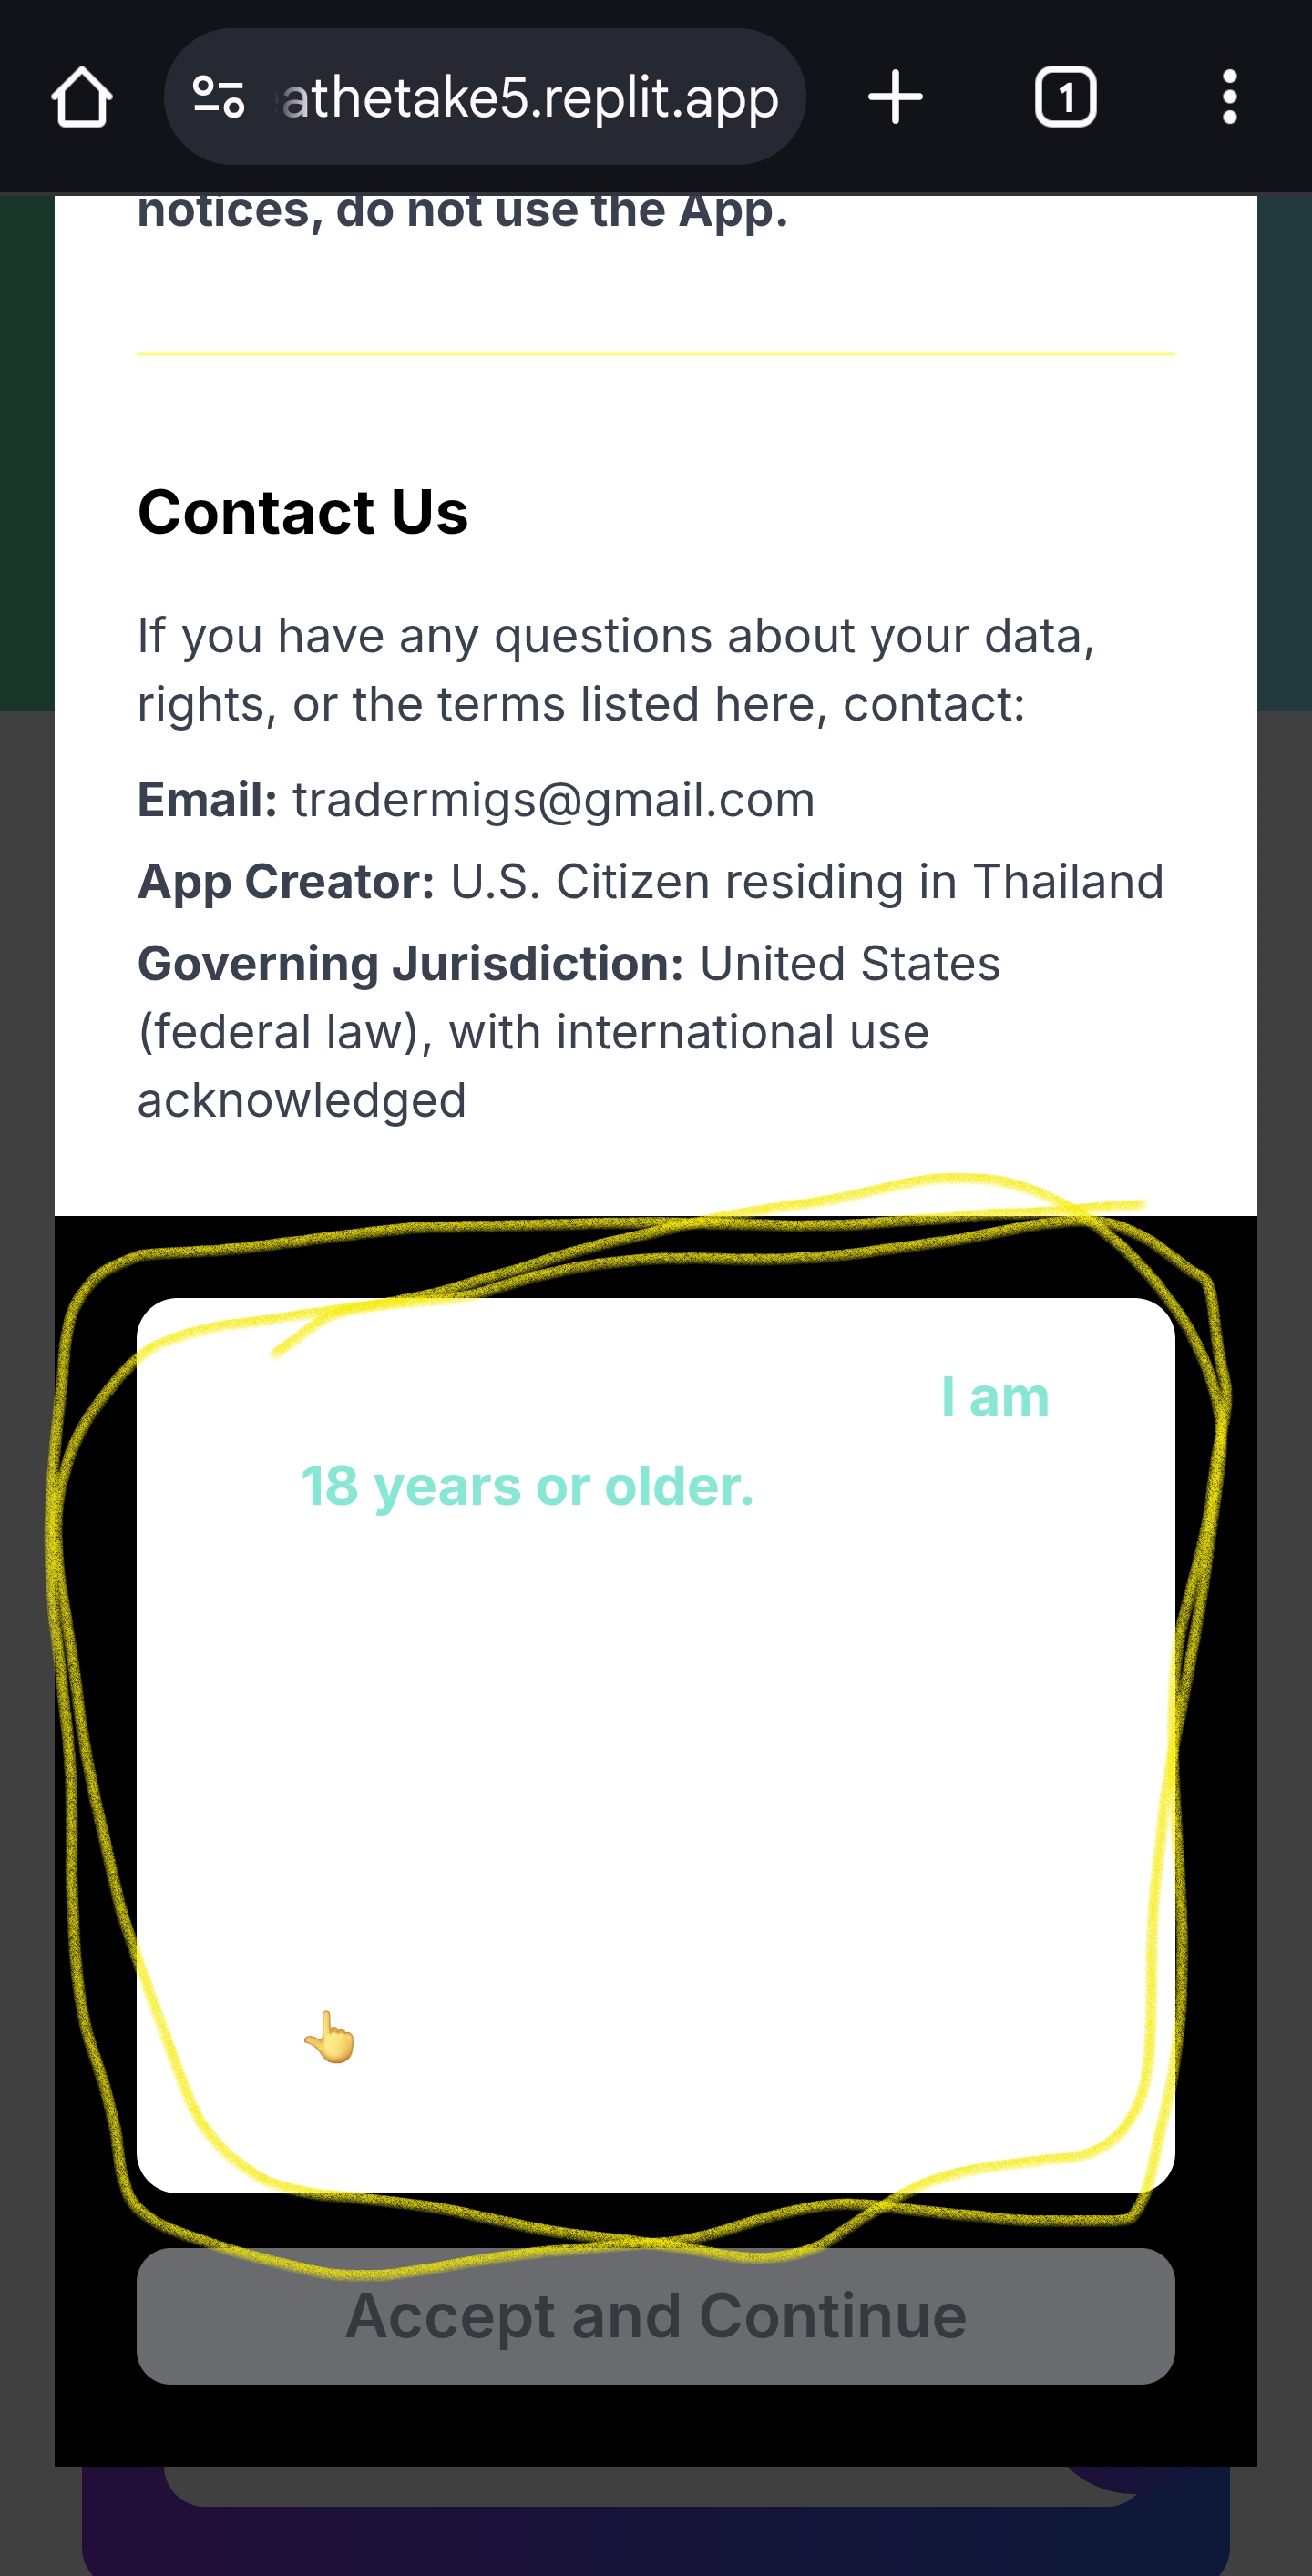 athetake5.replit.app
1
notices, do not use the App.
Contact Us
If you have any questions about your data,
rights, or the terms listed here, contact:
Email: tradermigs@gmail.com
App Creator: U.S. Citizen residing in Thailand
Governing Jurisdiction: United States
(federal law), with international use
acknowledged
I am
18 years or older.
Accept and Continue